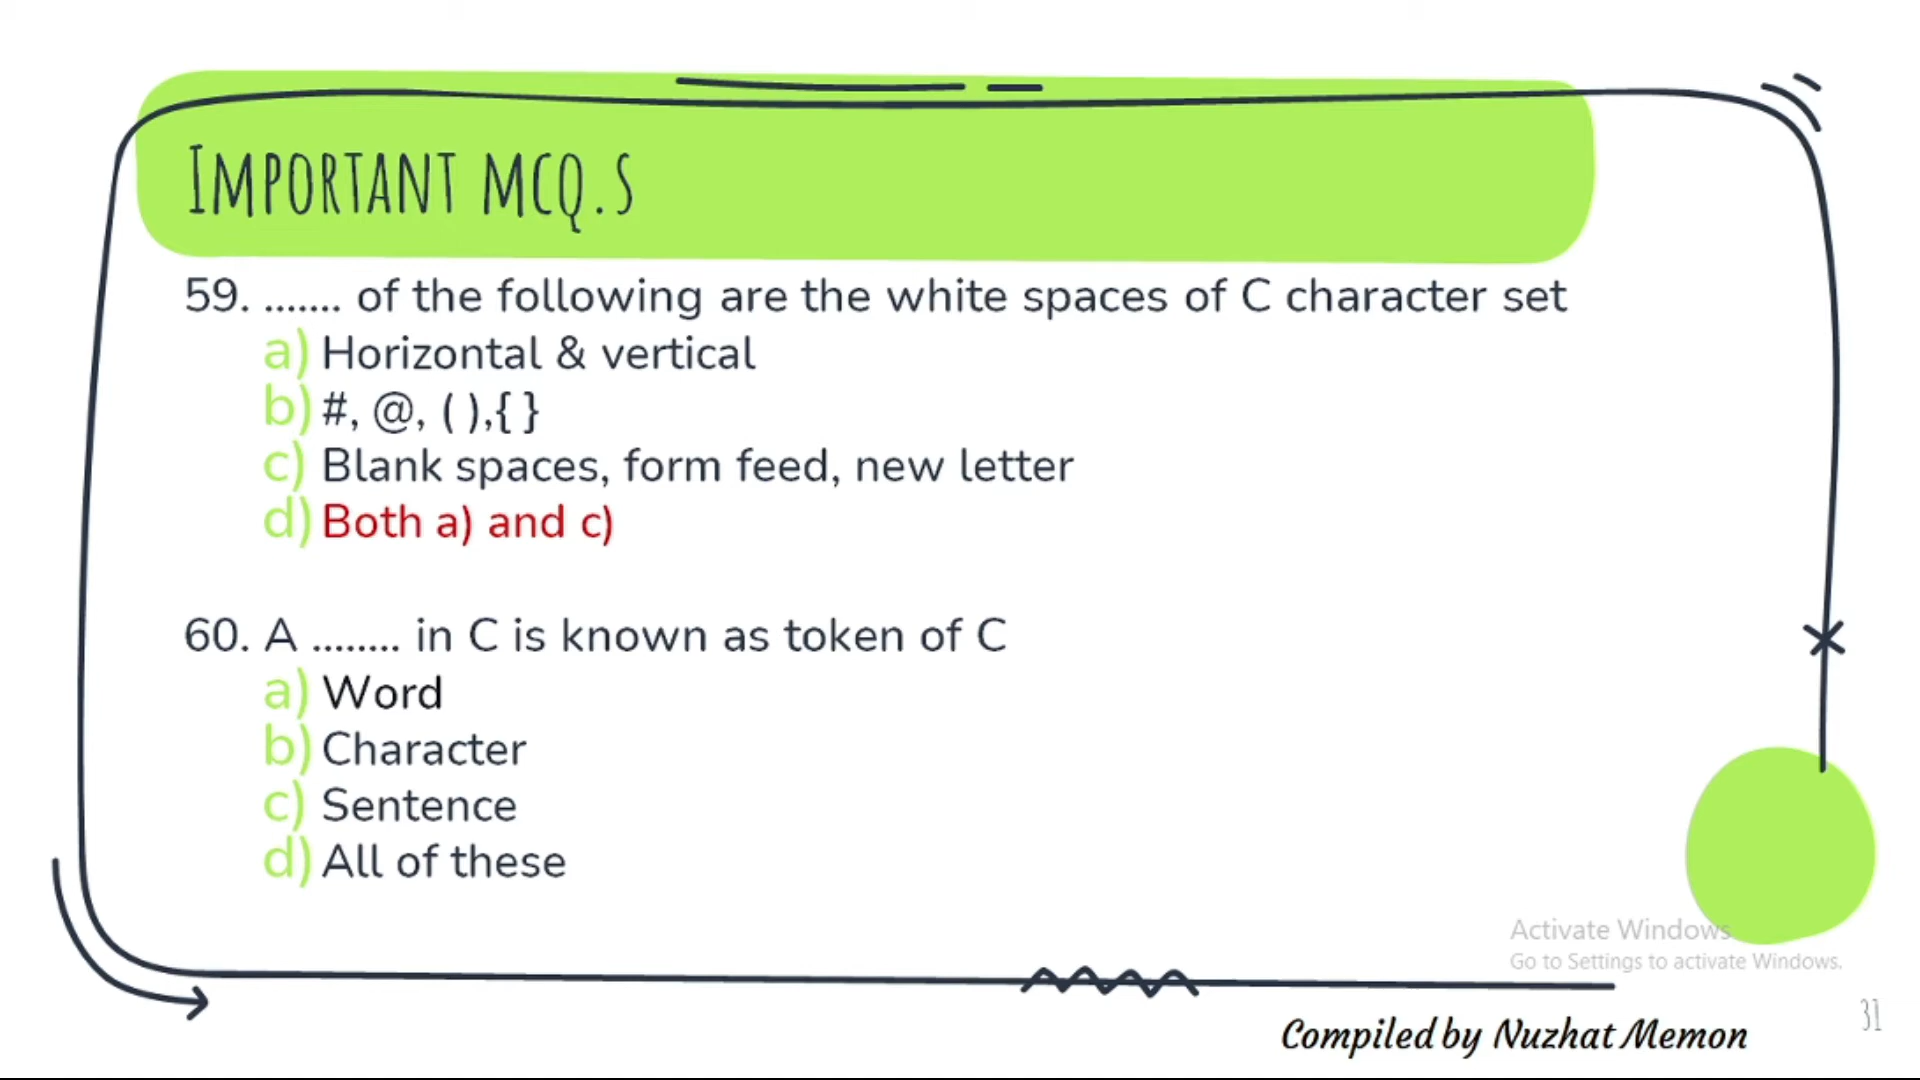 IMPORTANT MCQ.S
59. ....... of the following are the white spaces of C character set
a) Horizontal & vertical
b) #, @, ( ),{ }
c) Blank spaces, form feed, new letter
d) Both a) and c)
60. A ........ in C is known as token of C
a) Word
b) Character
c) Sentence
d) All of these
Activate Windows
Go to Settings to activate Windows.
31
Compiled by Nuzhat Memon